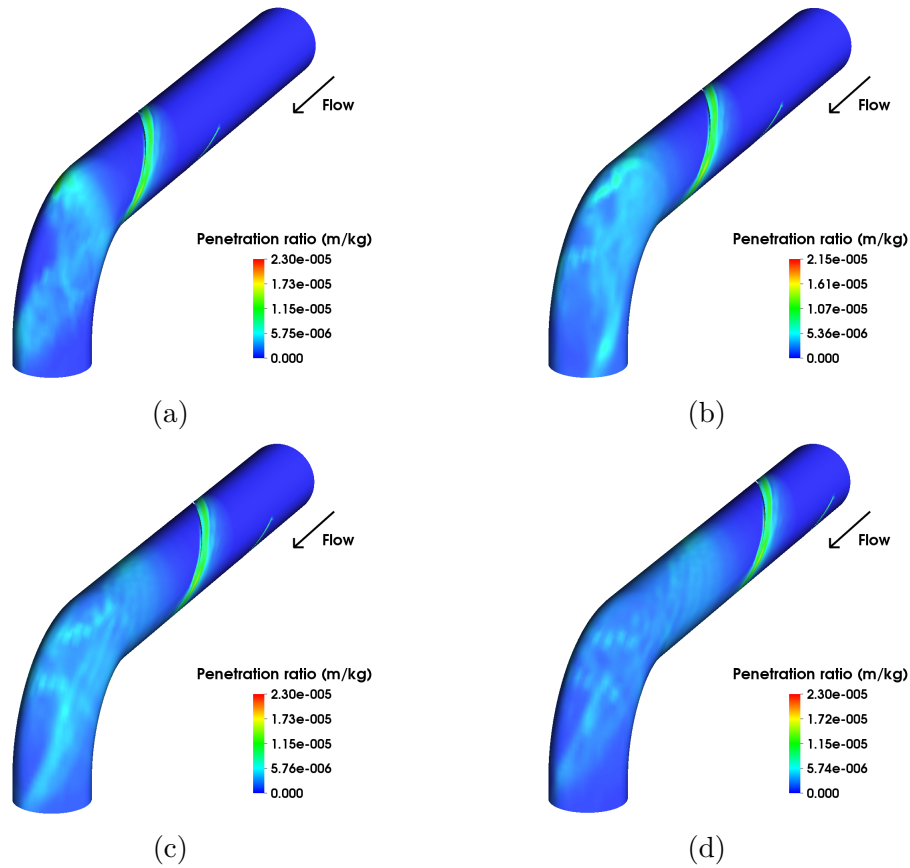 Flow
Penetration ratio (m/kg)
2.30e-005
1.73e-005
1.15e-005
5.75e-006
0.000
(a)
Flow
Penetration ratio (m/kg)
2.15e-005
1.61e-005
1.07e-005
5.36e-006
0.000
(b)
Flow
Penetration ratio (m/kg)
2.30e-005
1.73e-005
1.15e-005
5.76e-006
0.000
(c)
Flow
Penetration ratio (m/kg)
2.30e-005
1.72e-005
1.15e-005
5.74e-006
0.000
(d)